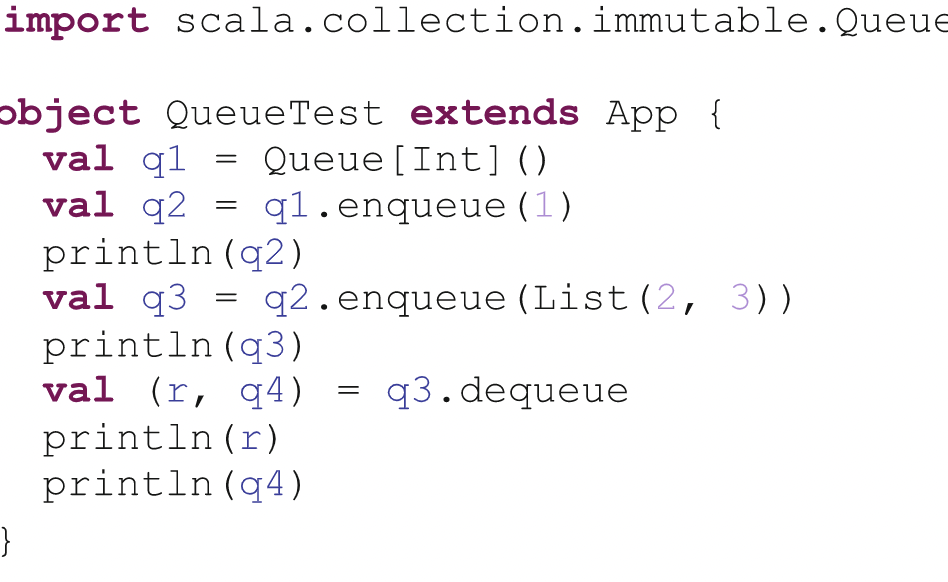 import scala.collection.immutable.Queue
object QueueTest extends App {
  val q1 = Queue[Int]()
  val q2 = q1.enqueue(1)
  println(q2)
  val q3 = q2.enqueue(List(2, 3))
  println(q3)
  val (r, q4) = q3.dequeue
  println(r)
  println(q4)
}